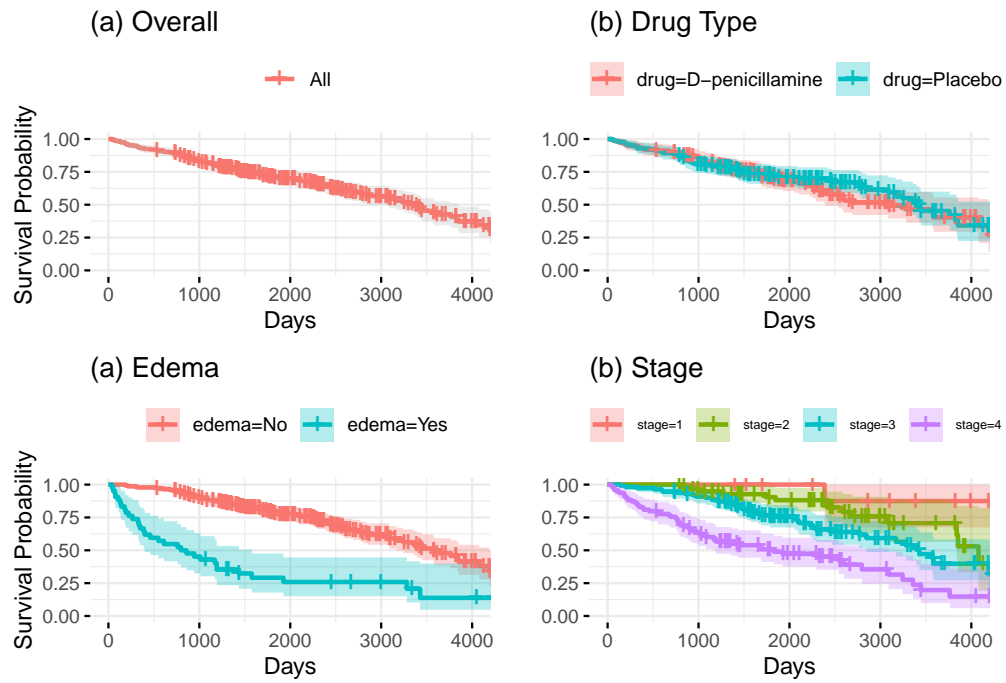 (a) Overall
All
Survival Probability
1.00
0.75
0.50
0.25
0.00
0 1000 2000 3000 4000
Days
(b) Drug Type
drug=D−penicillamine drug=Placebo
1.00
0.75
0.50
0.25
0.00
0 1000 2000 3000 4000
Days
(a) Edema
edema=No edema=Yes
Survival Probability
1.00
0.75
0.50
0.25
0.00
0 1000 2000 3000 4000
Days
(b) Stage
stage=1 stage=2 stage=3 stage=4
1.00
0.75
0.50
0.25
0.00
0 1000 2000 3000 4000
Days